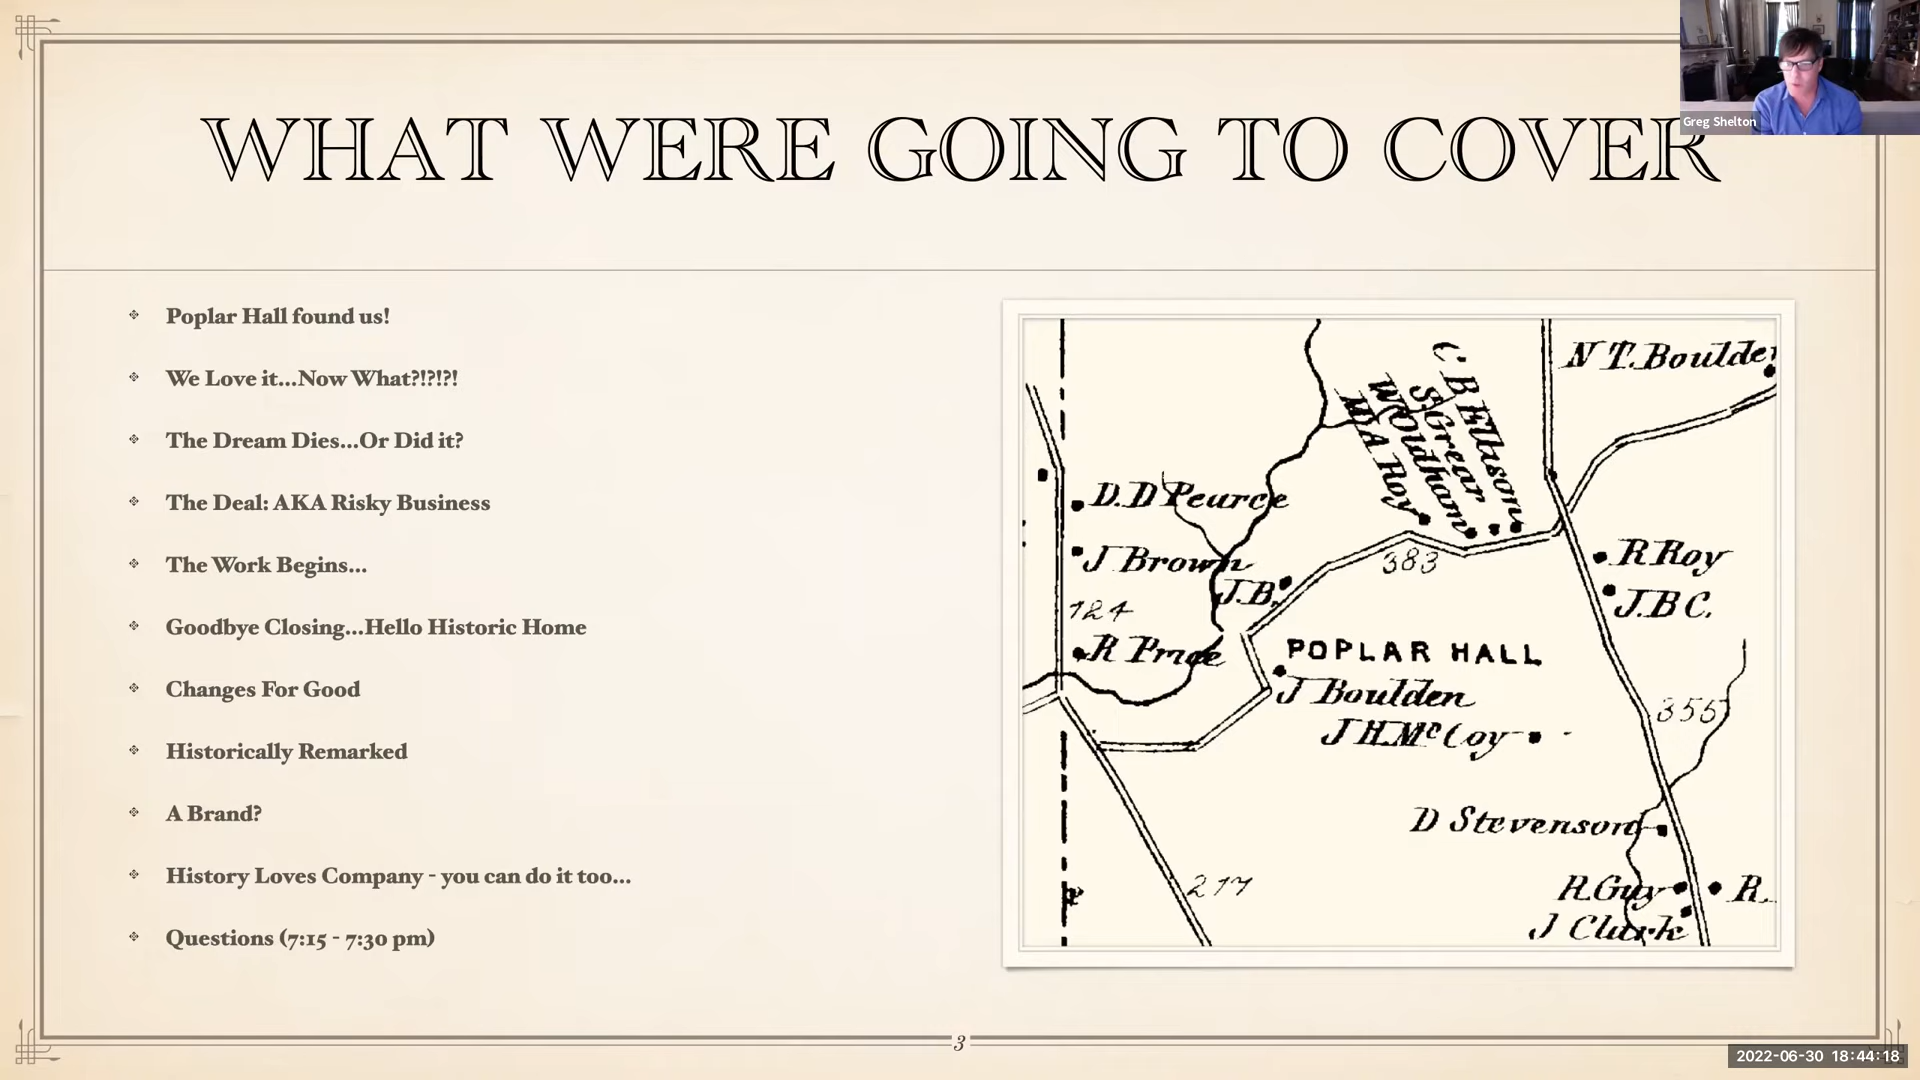 Greg Shelton
WHAT WERE GOING TO COVER
Poplar Hall found us!
We Love it...Now What?!?!?!
The Dream Dies...Or Did it?
The Deal: AKA Risky Business
The Work Begins...
Goodbye Closing...Hello Historic Home
Changes For Good
Historically Remarked
A Brand?
History Loves Company - you can do it too...
Questions (7:15 - 7:30 pm)
N T. Boulden
C B Ellison
S. Grear
W Oldham
M A Roy
D. D Pearce
J Brown
383
R Roy
J. B.
J. B C.
124
R Price
POPLAR HALL
J Boulden
J H. McCoy
355
D Stevenson
217
R. Guy
R.
J Clark
3
2022-06-30 18:44:18